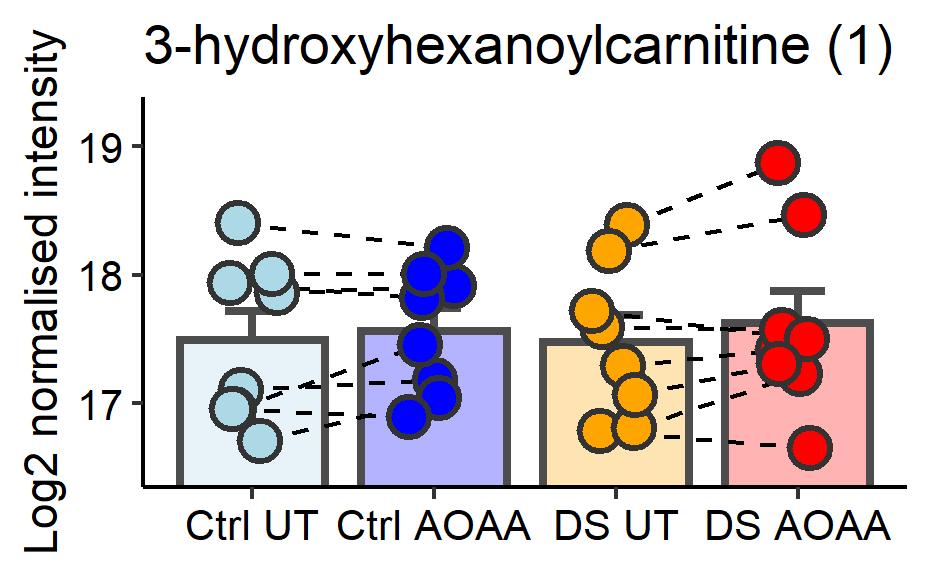 3-hydroxyhexanoylcarnitine (1)
Log2 normalised intensity
19
18
17
Ctrl UT Ctrl AOAA DS UT DS AOAA